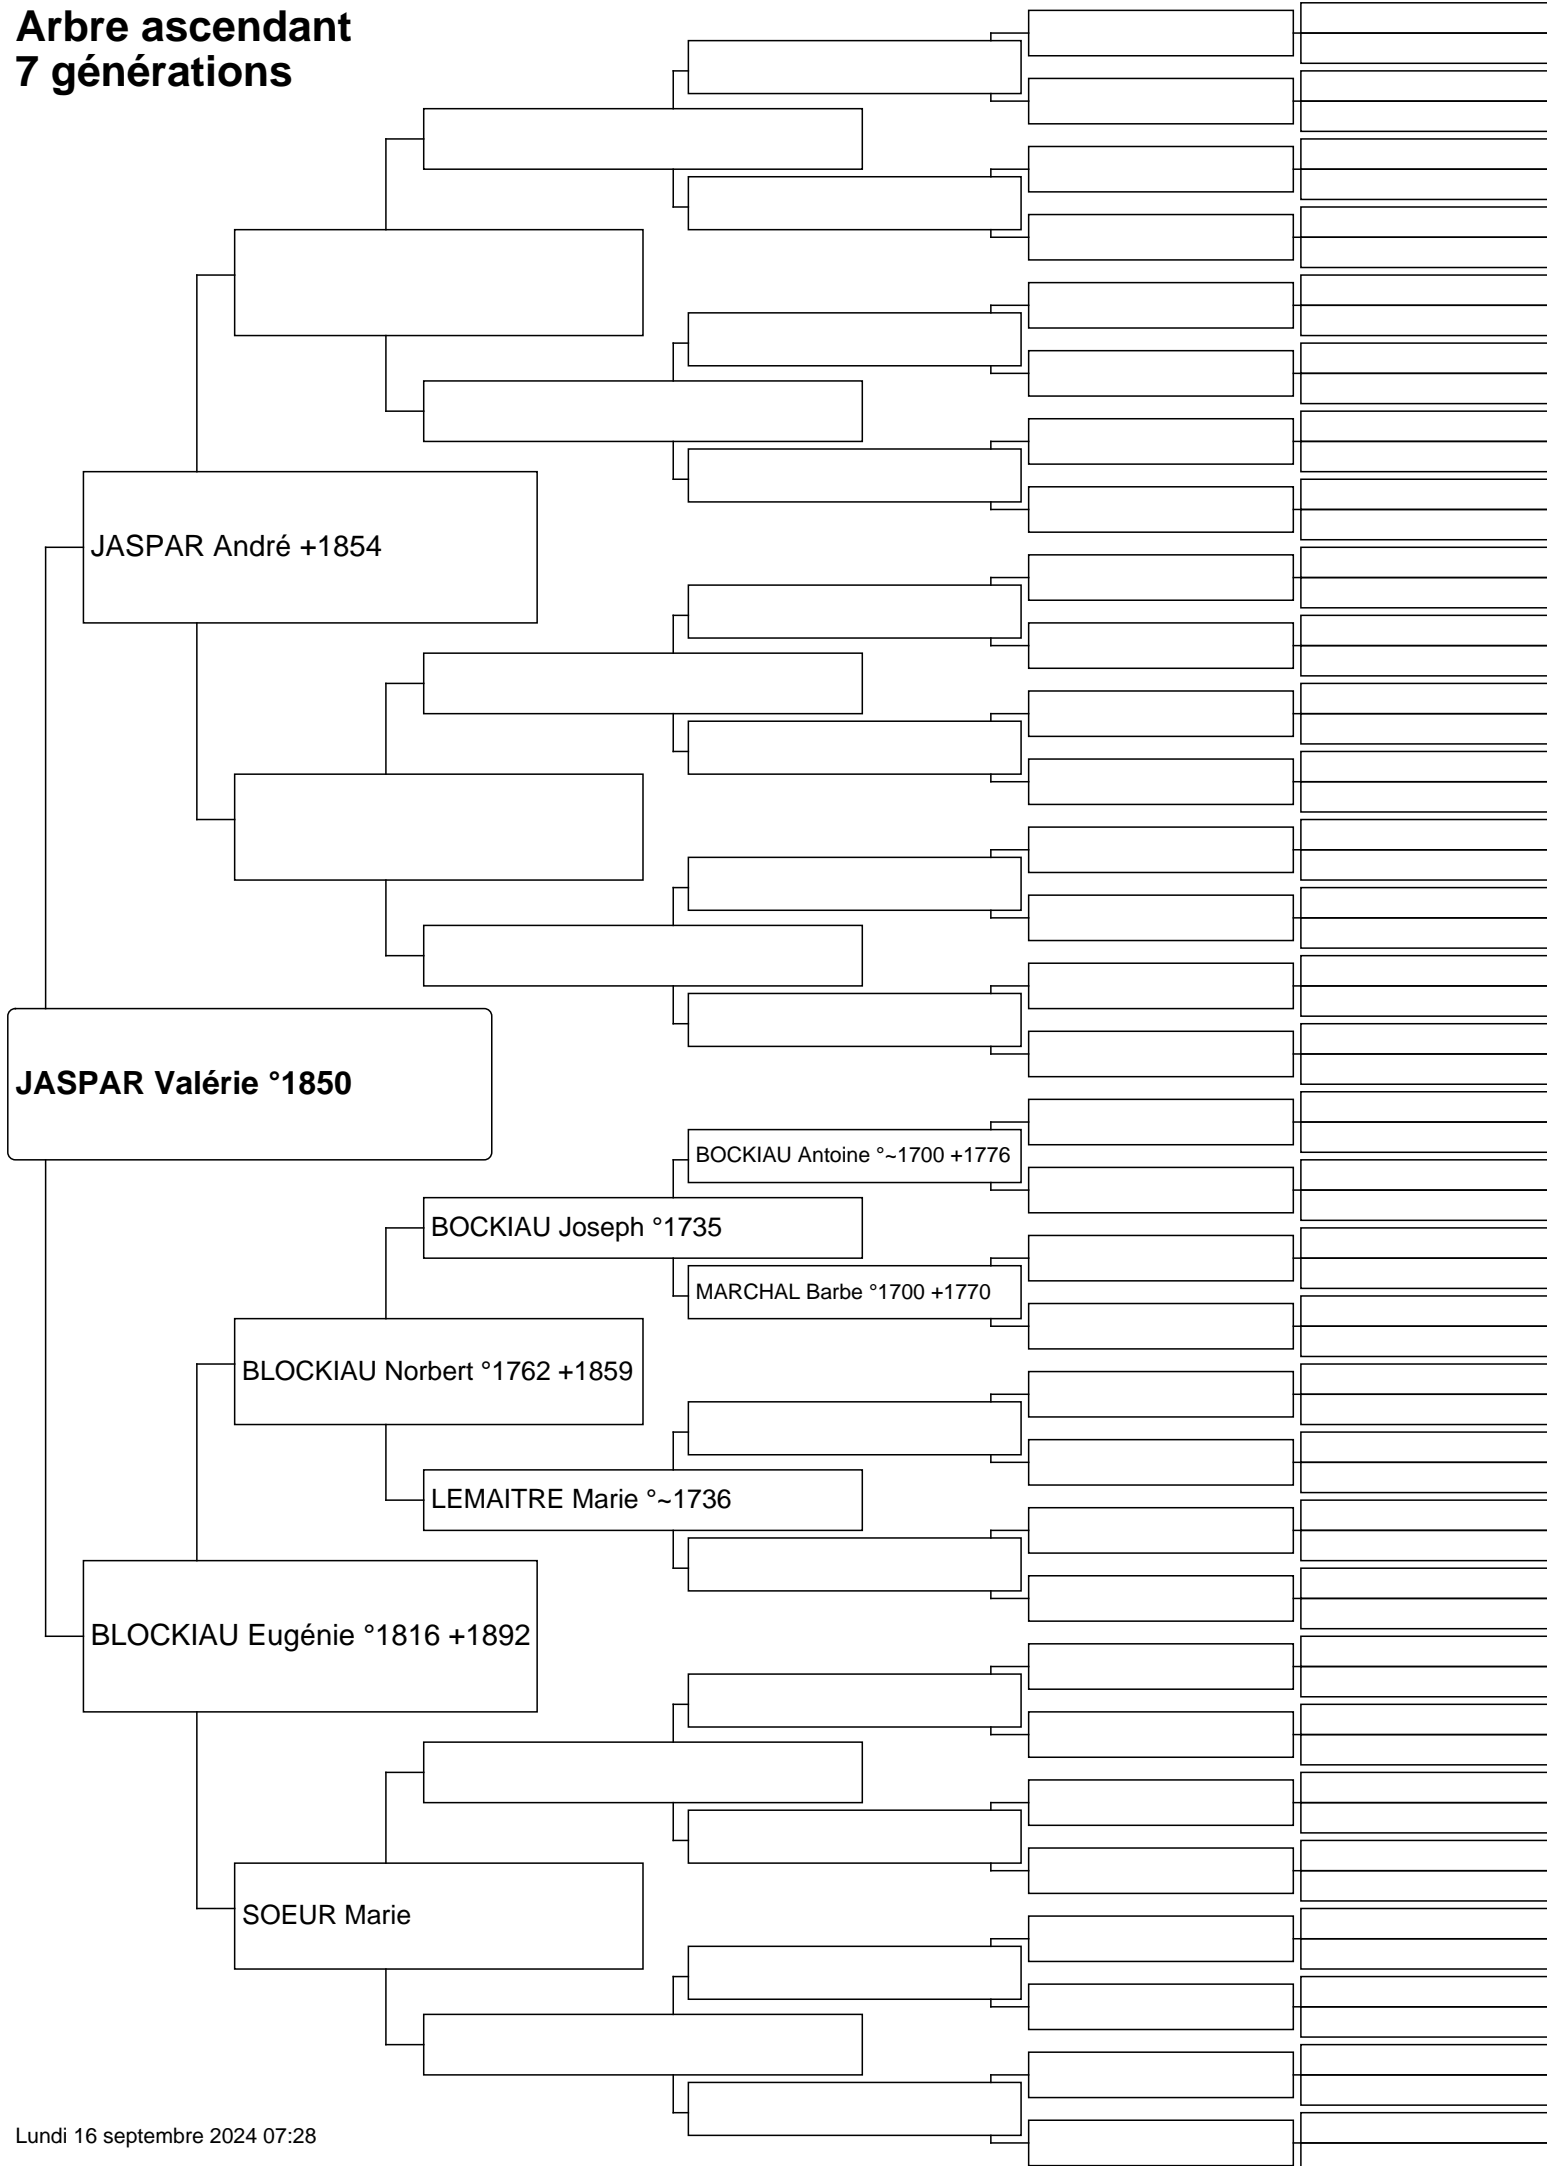 Arbre ascendant
7 générations
JASPAR André +1854
JASPAR Valérie °1850
BOCKIAU Antoine °~1700 +1776
BOCKIAU Joseph °1735
MARCHAL Barbe °1700 +1770
BLOCKIAU Norbert °1762 +1859
LEMAITRE Marie °~1736
BLOCKIAU Eugénie °1816 +1892
SOEUR Marie
Lundi 16 septembre 2024 07:28